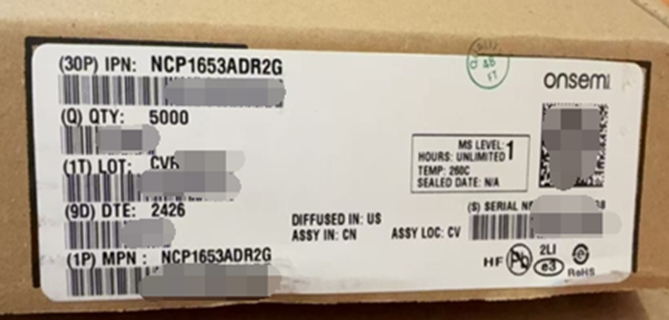 (30P) IPN: NCP1653ADR2G
onsemi
(Q) QTY: 5000
(1T) LOT:
MS LEVEL: 1
HOURS: UNLIMITED
TEMP: 260C
SEALED DATE: N/A
(9D) DTE: 2426
DIFFUSED IN: US
ASSY IN: CN
ASSY LOC: CV
(S) SERIAL
(1P) MPN : NCP1653ADR2G
HF
Pb
2LI
e3
RoHS